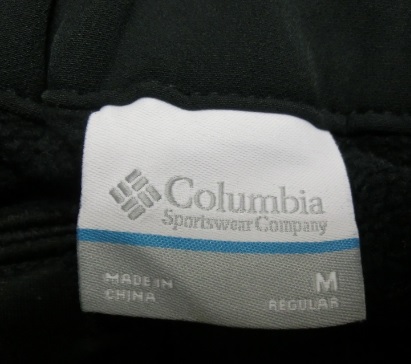 Columbia
Sportswear Company
MADE IN
CHINA
M
REGULAR